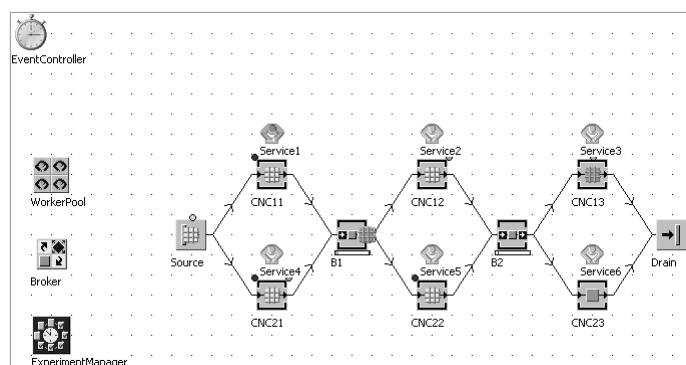 EventController
Service1
Service2
Service3
WorkerPool
CNC11
CNC12
CNC13
Source
B1
B2
Drain
Broker
Service4
Service5
Service6
CNC21
CNC22
CNC23
ExperimentManager